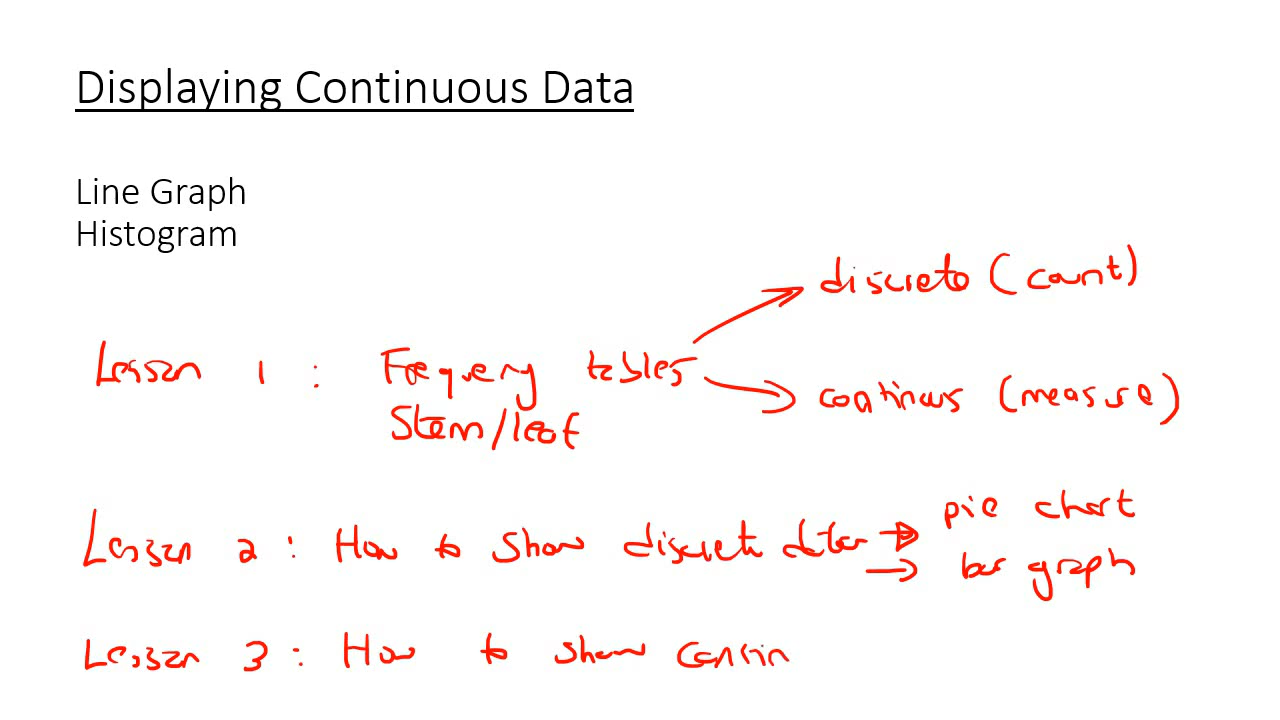 Displaying Continuous Data
Line Graph
Histogram
discrete (count)
Lesson 1 : Frequency tables
continuous (measure)
Stem/leaf
pie chart
Lesson 2 : How to show discrete data
bar graph
Lesson 3 : How to show contin